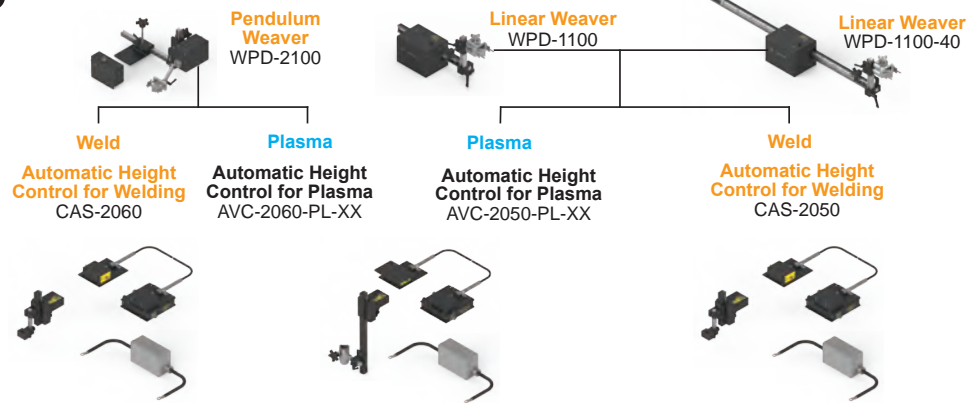 Pendulum
Weaver
WPD-2100
Linear Weaver
WPD-1100
Linear Weaver
WPD-1100-40
Weld
Automatic Height
Control for Welding
CAS-2060
Plasma
Automatic Height
Control for Plasma
AVC-2060-PL-XX
Plasma
Automatic Height
Control for Plasma
AVC-2050-PL-XX
Weld
Automatic Height
Control for Welding
CAS-2050